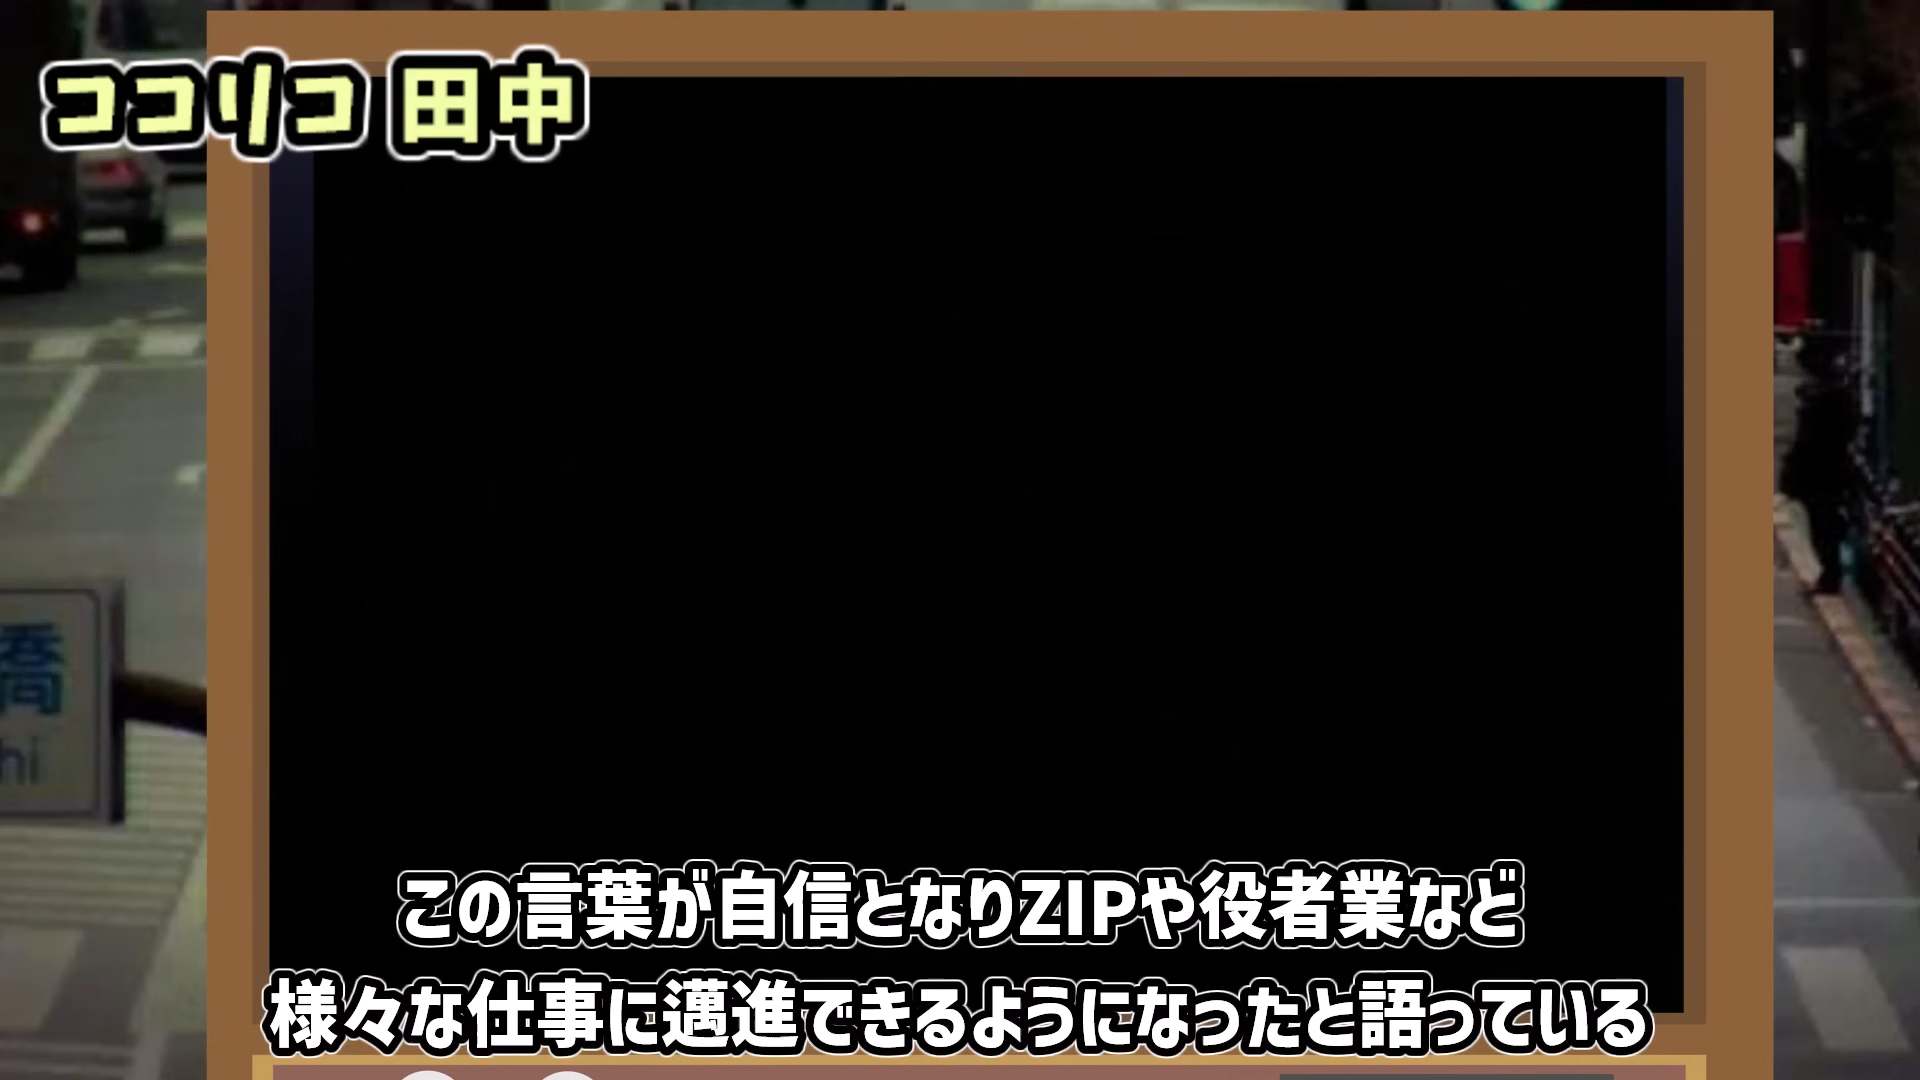 ココリコ 田中
橋
hi
この言葉が自信となりZIPや役者業など
様々な仕事に邁進できるようになったと語っている